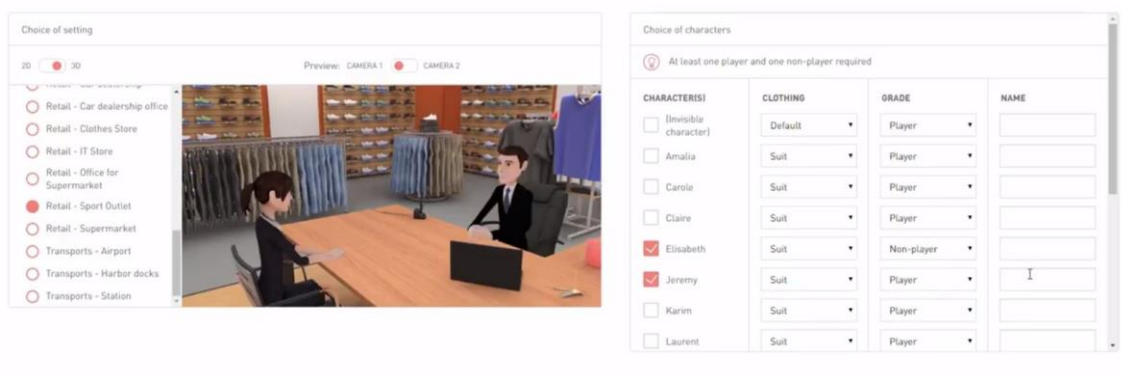 Choice of setting
2D 3D Preview: CAMERA 1 CAMERA 2
Retail - Car dealership office
Retail - Clothes Store
Retail - IT Store
Retail - Office for
Supermarket
Retail - Sport Outlet
Retail - Supermarket
Transports - Airport
Transports - Harbor docks
Transports - Station
Choice of characters
At least one player and one non-player required
CHARACTER(S) CLOTHING GRADE NAME
(Invisible
character) Default Player
Amalia Suit Player
Carole Suit Player
Claire Suit Player
Elisabeth Suit Non-player
Jeremy Suit Player
Karim Suit Player
Laurent Suit Player